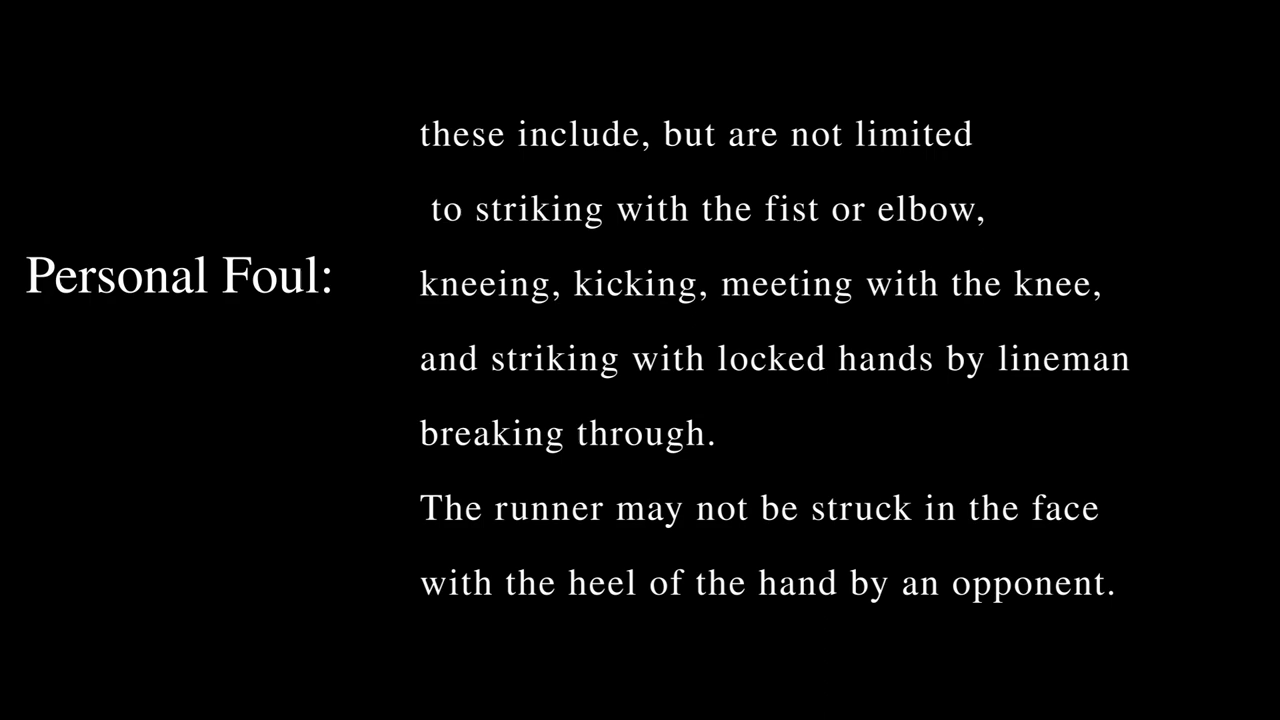 Personal Foul:
these include, but are not limited
to striking with the fist or elbow,
kneeing, kicking, meeting with the knee,
and striking with locked hands by lineman
breaking through.
The runner may not be struck in the face
with the heel of the hand by an opponent.